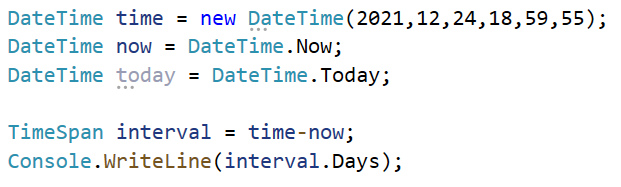 DateTime time = new DateTime(2021,12,24,18,59,55);
DateTime now = DateTime.Now;
DateTime today = DateTime.Today;
TimeSpan interval = time-now;
Console.WriteLine(interval.Days);